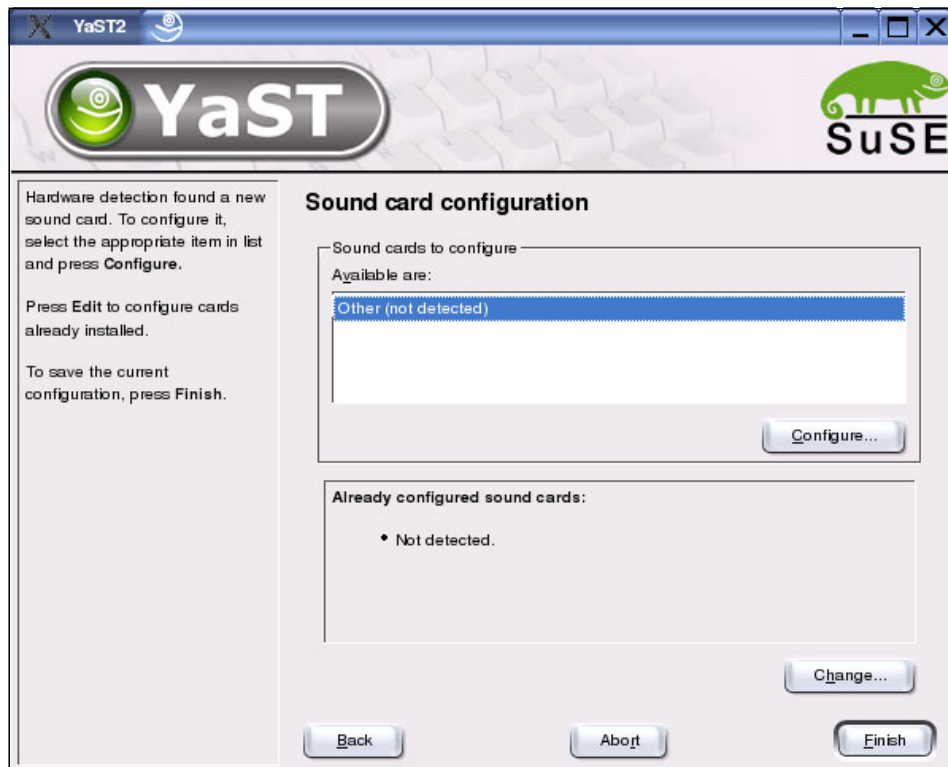 YaST2
YaST
SuSE
Hardware detection found a new
sound card. To configure it,
select the appropriate item in list
and press Configure.
Press Edit to configure cards
already installed.
To save the current
configuration, press Finish.
Sound card configuration
Sound cards to configure
Available are:
Other (not detected)
Configure...
Already configured sound cards:
• Not detected.
Change...
Back
Abort
Finish